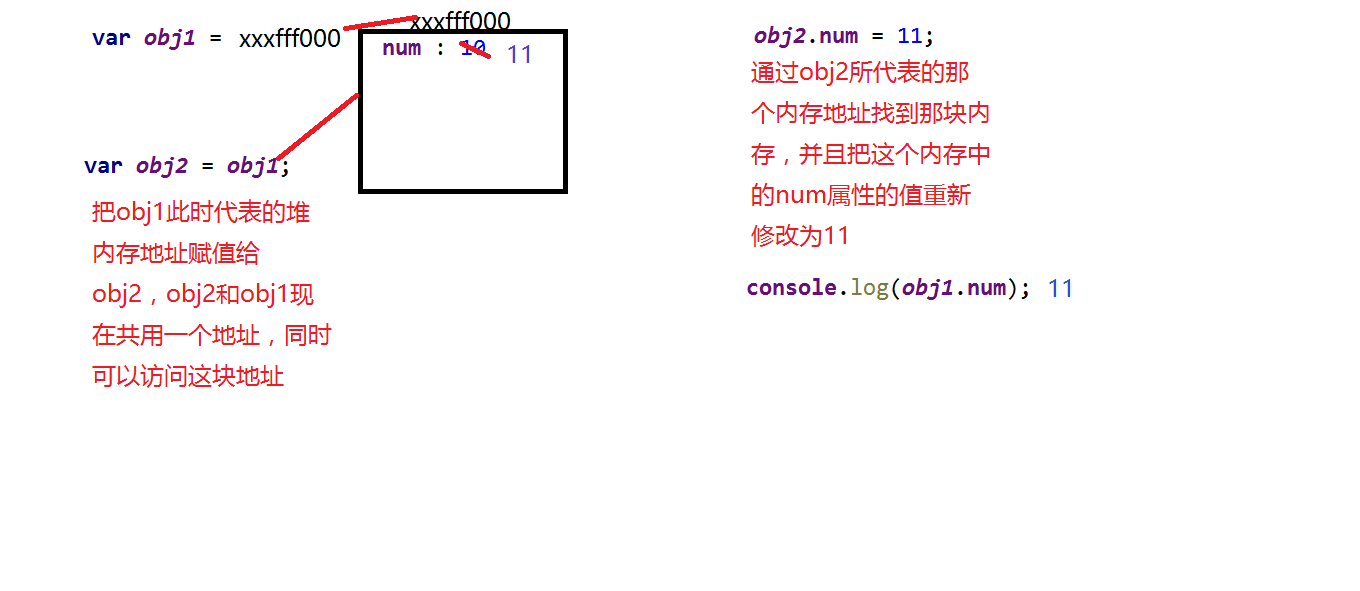 var obj1 = xxxfff000
xxxfff000
num : 10 11
var obj2 = obj1;
把obj1此时代表的堆
内存地址赋值给
obj2，obj2和obj1现
在共用一个地址，同时
可以访问这块地址
obj2.num = 11;
通过obj2所代表的那
个内存地址找到那块内
存，并且把这个内存中
的num属性的值重新
修改为11
console.log(obj1.num); 11